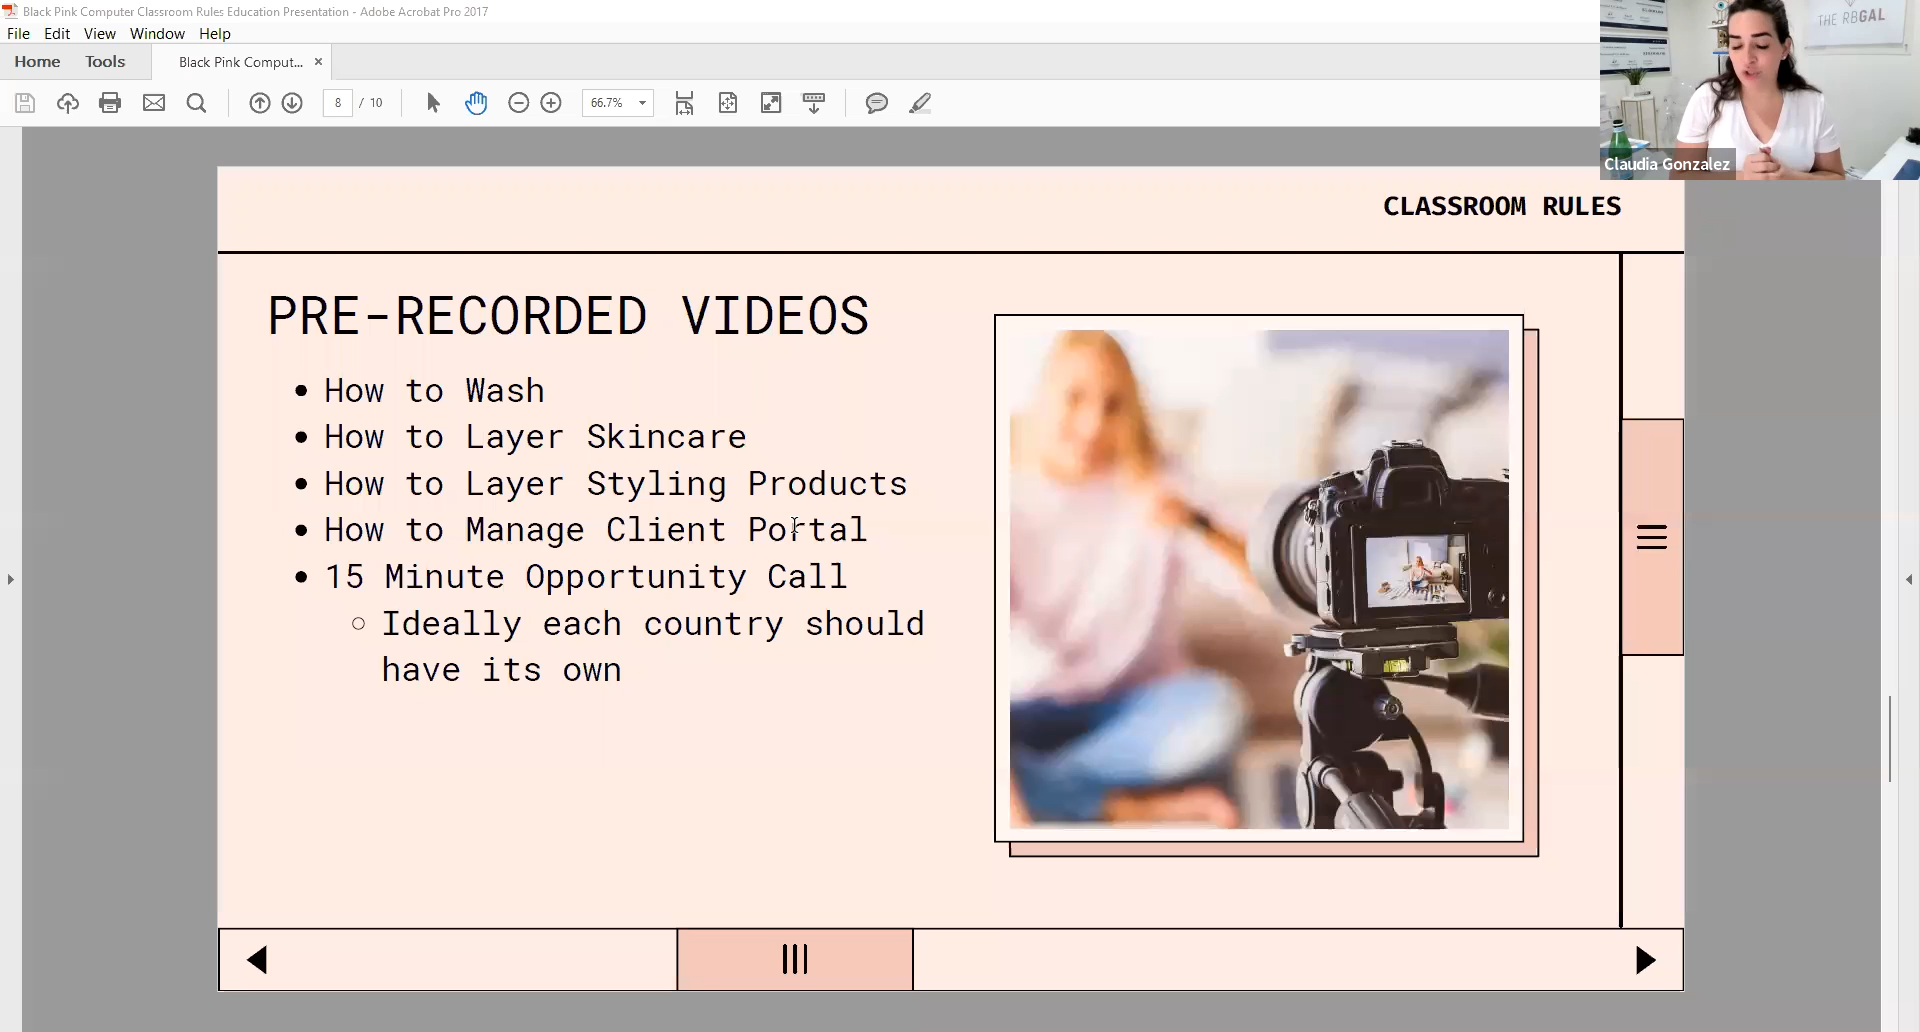 Black Pink Computer Classroom Rules Education Presentation - Adobe Acrobat Pro 2017
File Edit View Window Help
Home Tools Black Pink Comput... ×
8 / 10 66.7%
THE RBGAL
Claudia Gonzalez
CLASSROOM RULES
PRE-RECORDED VIDEOS
• How to Wash
• How to Layer Skincare
• How to Layer Styling Products
• How to Manage Client Portal
• 15 Minute Opportunity Call
○ Ideally each country should
have its own